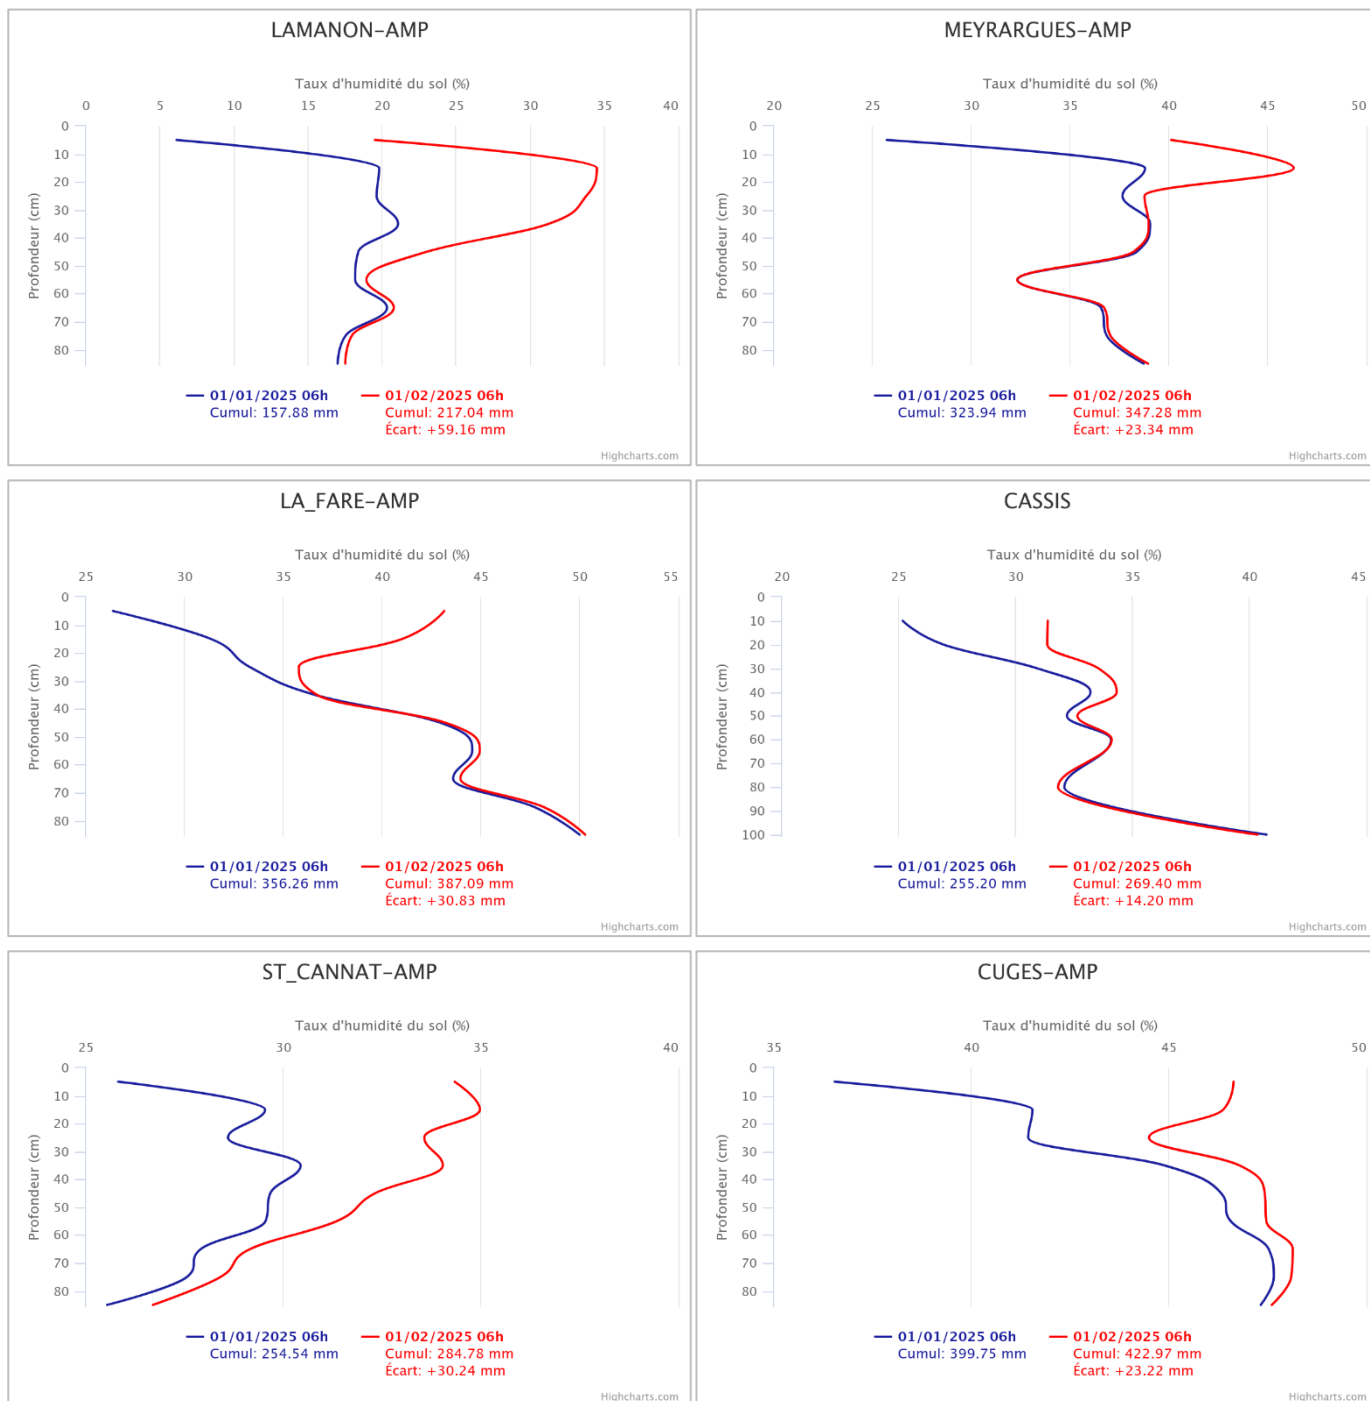 LAMANON-AMP
Taux d'humidité du sol (%)
0 5 10 15 20 25 30 35 40
Profondeur (cm)
0
10
20
30
40
50
60
70
80
01/01/2025 06h 01/02/2025 06h
Cumul: 157.88 mm Cumul: 217.04 mm
Écart: +59.16 mm
Highcharts.com
MEYRARGUES-AMP
Taux d'humidité du sol (%)
20 25 30 35 40 45 50
Profondeur (cm)
0
10
20
30
40
50
60
70
80
01/01/2025 06h 01/02/2025 06h
Cumul: 323.94 mm Cumul: 347.28 mm
Écart: +23.34 mm
Highcharts.com
LA_FARE-AMP
Taux d'humidité du sol (%)
25 30 35 40 45 50 55
Profondeur (cm)
0
10
20
30
40
50
60
70
80
01/01/2025 06h 01/02/2025 06h
Cumul: 356.26 mm Cumul: 387.09 mm
Écart: +30.83 mm
Highcharts.com
CASSIS
Taux d'humidité du sol (%)
20 25 30 35 40 45
Profondeur (cm)
0
10
20
30
40
50
60
70
80
90
100
01/01/2025 06h 01/02/2025 06h
Cumul: 255.20 mm Cumul: 269.40 mm
Écart: +14.20 mm
Highcharts.com
ST_CANNAT-AMP
Taux d'humidité du sol (%)
25 30 35 40
Profondeur (cm)
0
10
20
30
40
50
60
70
80
01/01/2025 06h 01/02/2025 06h
Cumul: 254.54 mm Cumul: 284.78 mm
Écart: +30.24 mm
Highcharts.com
CUGES-AMP
Taux d'humidité du sol (%)
35 40 45 50
Profondeur (cm)
0
10
20
30
40
50
60
70
80
01/01/2025 06h 01/02/2025 06h
Cumul: 399.75 mm Cumul: 422.97 mm
Écart: +23.22 mm
Highcharts.com